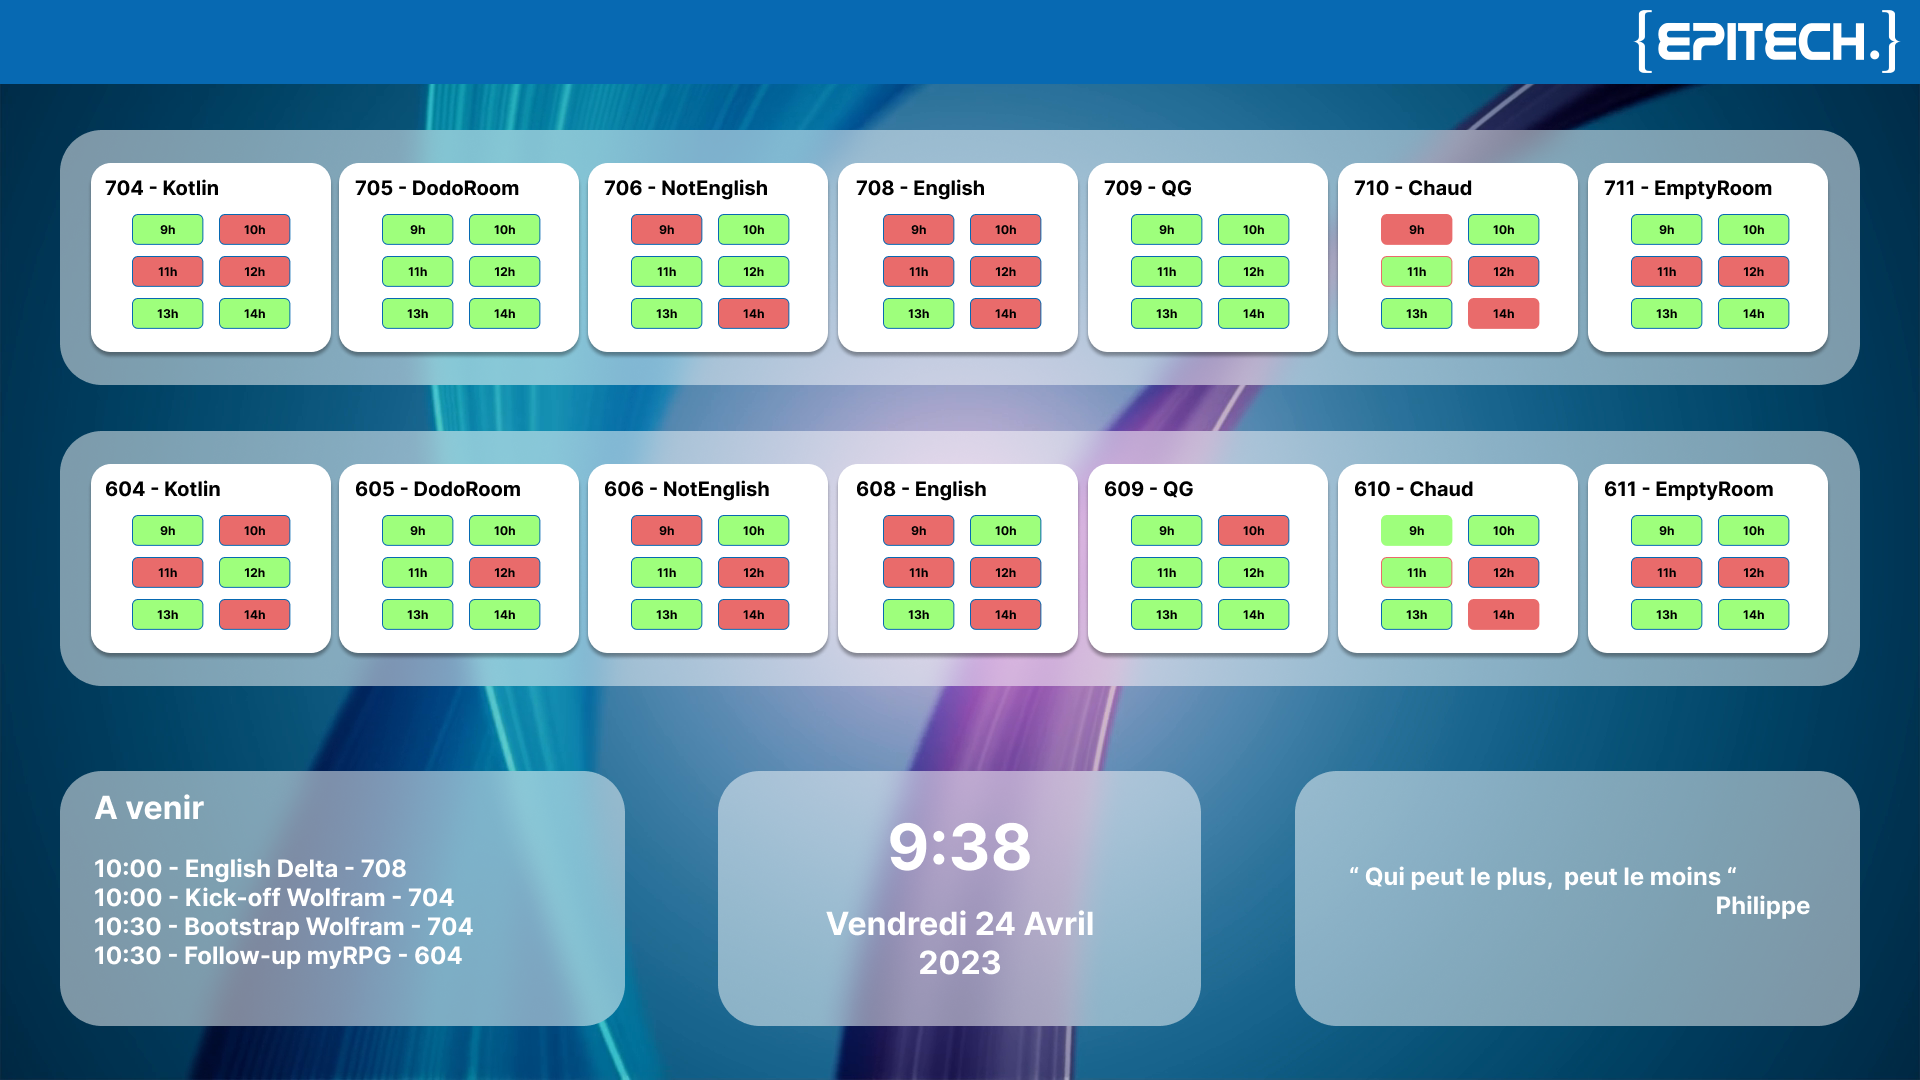 {EPITECH.}
704 - Kotlin
9h 10h
11h 12h
13h 14h
705 - DodoRoom
9h 10h
11h 12h
13h 14h
706 - NotEnglish
9h 10h
11h 12h
13h 14h
708 - English
9h 10h
11h 12h
13h 14h
709 - QG
9h 10h
11h 12h
13h 14h
710 - Chaud
9h 10h
11h 12h
13h 14h
711 - EmptyRoom
9h 10h
11h 12h
13h 14h
604 - Kotlin
9h 10h
11h 12h
13h 14h
605 - DodoRoom
9h 10h
11h 12h
13h 14h
606 - NotEnglish
9h 10h
11h 12h
13h 14h
608 - English
9h 10h
11h 12h
13h 14h
609 - QG
9h 10h
11h 12h
13h 14h
610 - Chaud
9h 10h
11h 12h
13h 14h
611 - EmptyRoom
9h 10h
11h 12h
13h 14h
A venir
10:00 - English Delta - 708
10:00 - Kick-off Wolfram - 704
10:30 - Bootstrap Wolfram - 704
10:30 - Follow-up myRPG - 604
9:38
Vendredi 24 Avril
2023
“ Qui peut le plus, peut le moins “
Philippe